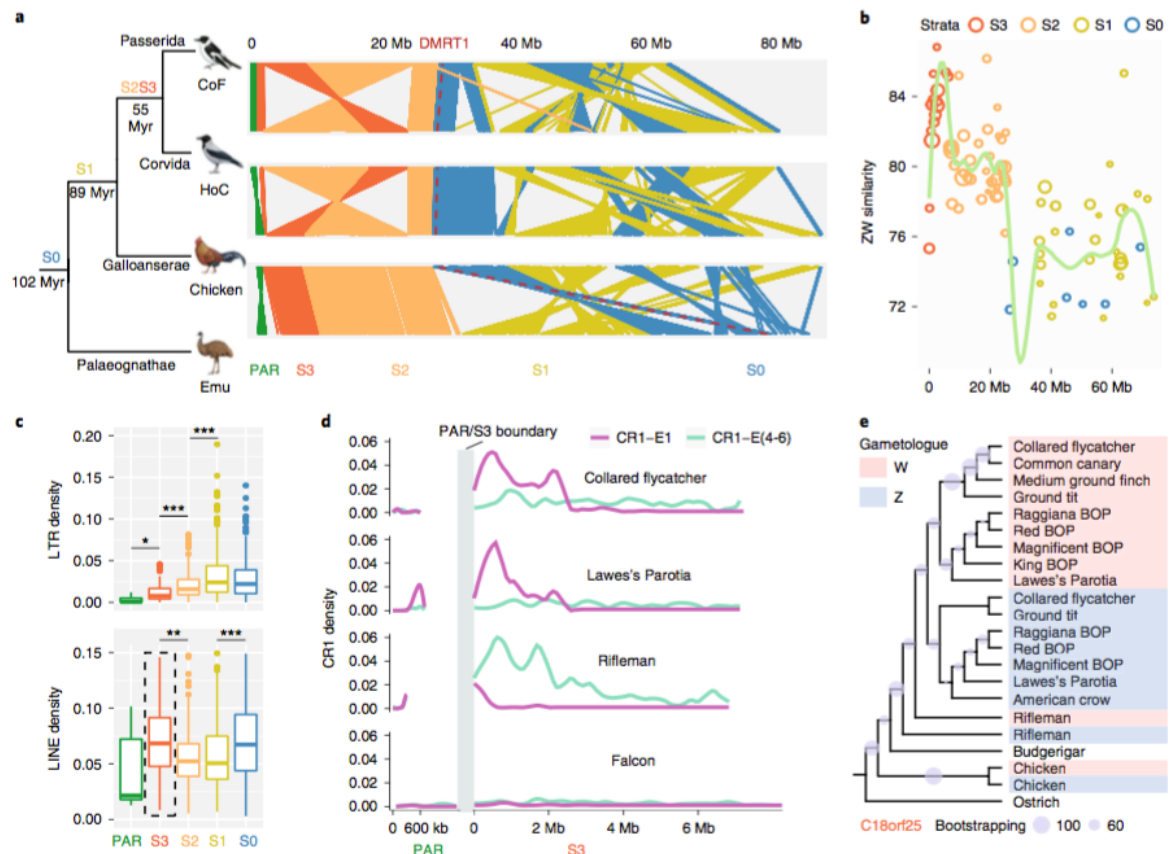 a
Passerida
0 20 Mb DMRT1 40 Mb 60 Mb 80 Mb
CoF
S2S3
55
Myr
Corvida
HoC
S1
89 Myr
Galloanserae
Chicken
S0
102 Myr
Palaeognathae
Emu
PAR S3 S2 S1 S0
b
Strata S3 S2 S1 S0
ZW similarity
84
80
76
72
0 20 Mb 40 Mb 60 Mb
c
LTR density
0.20
0.15
0.10
0.05
0.00
* *** ***
LINE density
0.15
0.10
0.05
0.00
** ***
PAR S3 S2 S1 S0
d
PAR/S3 boundary
CR1-E1 CR1-E(4-6)
CR1 density
0.06
0.04
0.02
0.00
Collared flycatcher
0.06
0.04
0.02
0.00
Lawes's Parotia
0.06
0.04
0.02
0.00
Rifleman
0.06
0.04
0.02
0.00
Falcon
0 600 kb 0 2 Mb 4 Mb 6 Mb
PAR S3
e
Gametologue
W
Z
Collared flycatcher
Common canary
Medium ground finch
Ground tit
Raggiana BOP
Red BOP
Magnificent BOP
King BOP
Lawes's Parotia
Collared flycatcher
Ground tit
Raggiana BOP
Red BOP
Magnificent BOP
Lawes's Parotia
American crow
Rifleman
Rifleman
Budgerigar
Chicken
Chicken
Ostrich
C18orf25 Bootstrapping 100 60